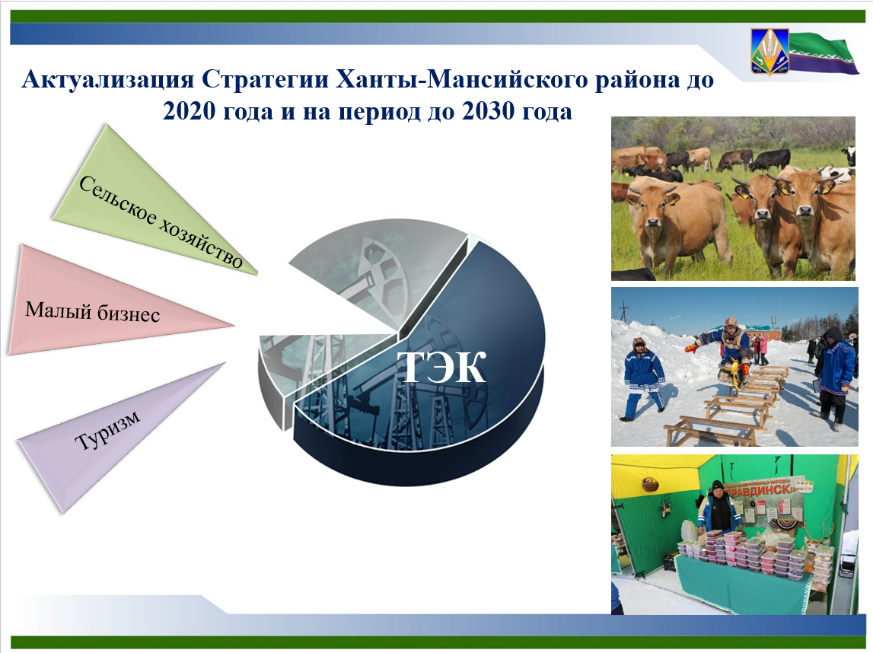 Актуализация Стратегии Ханты-Мансийского района до
2020 года и на период до 2030 года
Сельское хозяйство
Малый бизнес
Туризм
ТЭК